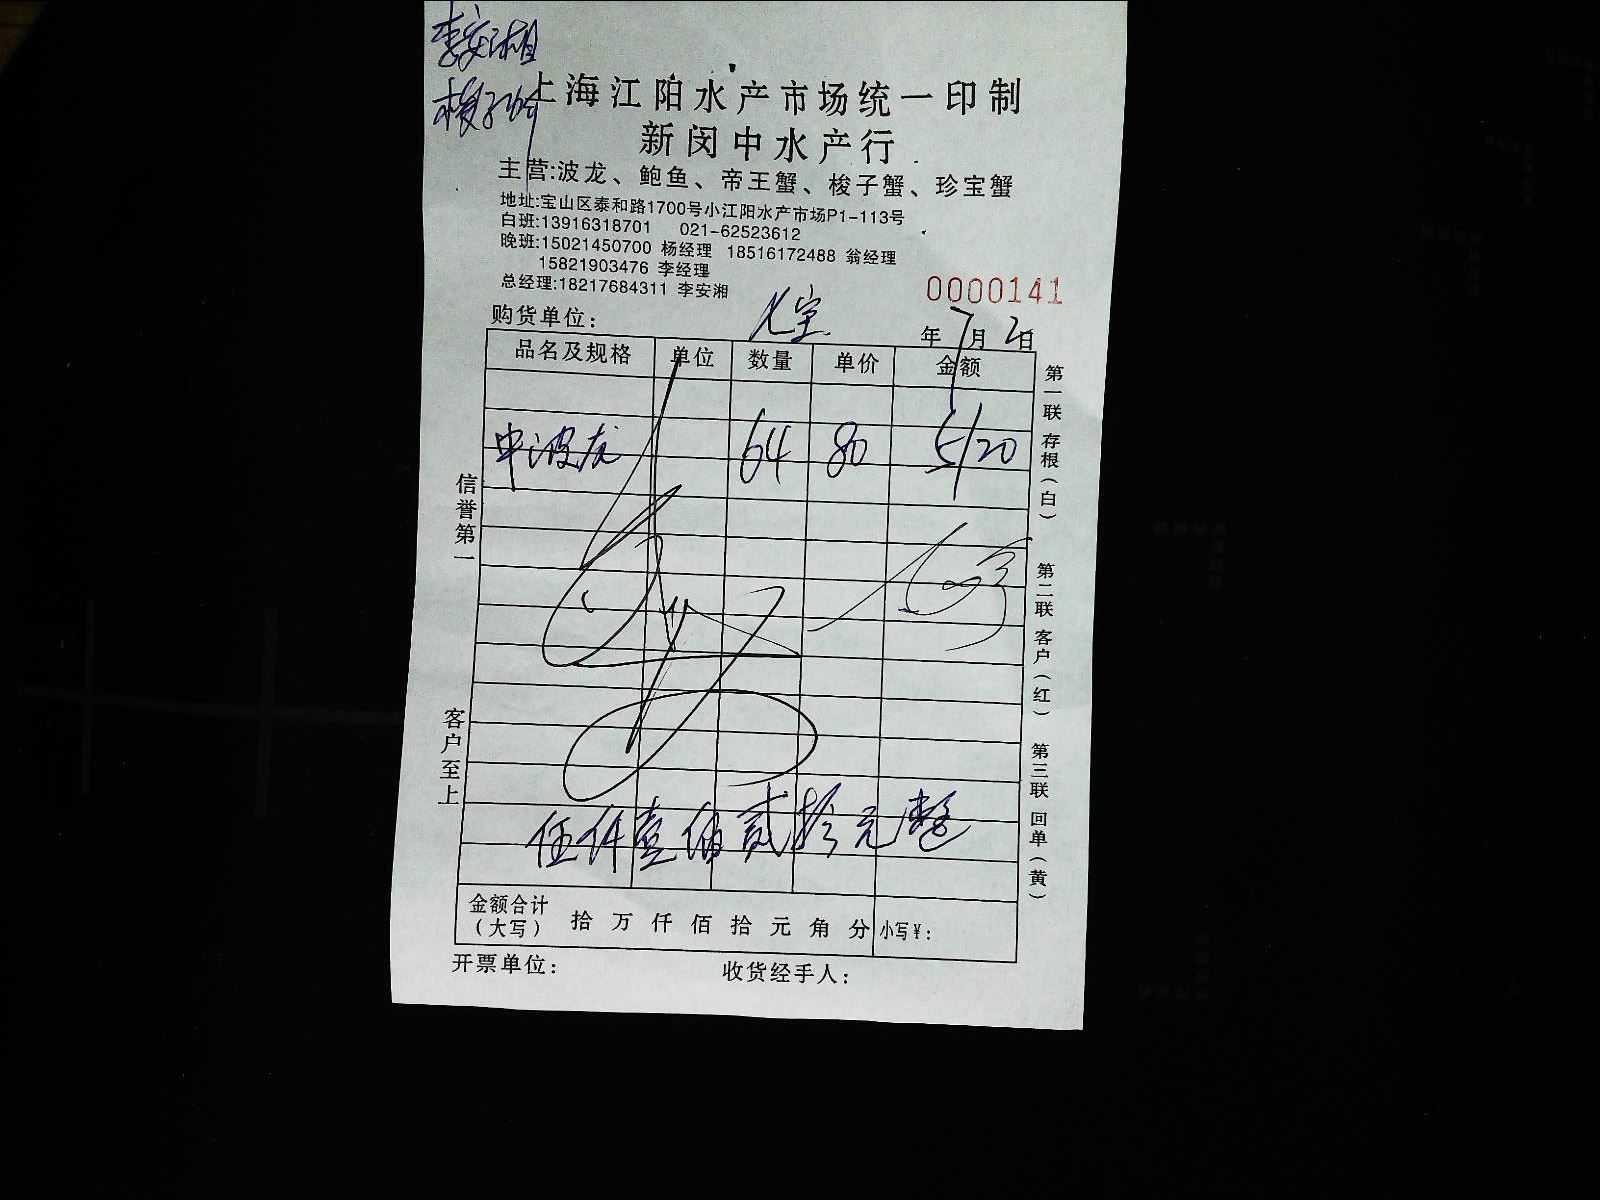 李安湘
上海江阳水产市场统一印制
新闵中水产行
主营:波龙、鲍鱼、帝王蟹、梭子蟹、珍宝蟹
地址:宝山区泰和路1700号小江阳水产市场P1-113号
白班:13916318701 021-62523612
晚班:15021450700 杨经理 18516172488 翁经理
15821903476 李经理
总经理:18217684311 李安湘
0000141
购货单位: 七宝
年7月2日
品名及规格 单位 数量 单价 金额
中波龙 64 80 5120
伍仟壹佰贰拾元整
金额合计
(大写) 拾 万 仟 佰 拾 元 角 分 小写¥:
开票单位: 收货经手人:
信誉第一
客户至上
第一联 存根(白)
第二联 客户(红)
第三联 回单(黄)